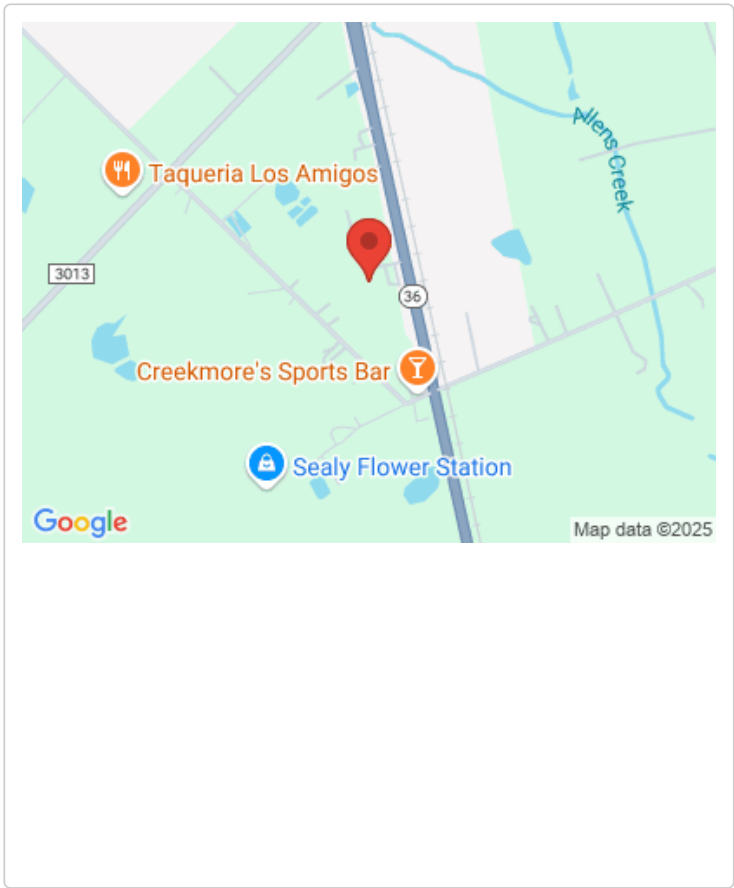 Allens Creek
Taqueria Los Amigos
3013
36
Creekmore's Sports Bar
Sealy Flower Station
Google
Map data ©2025